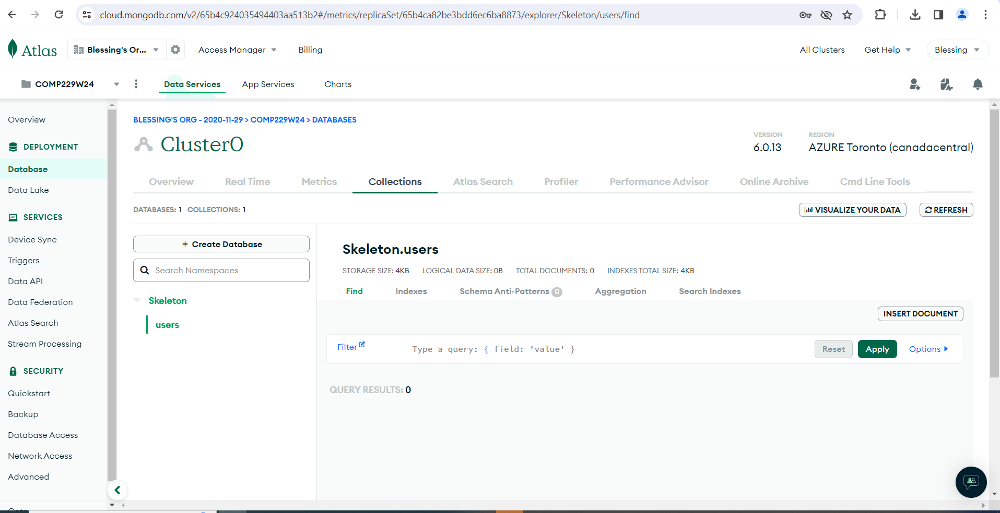 cloud.mongodb.com/v2/65b4c924035494403aa513b2#/metrics/replicaSet/65b4ca82be3bdd6ec6ba8873/explorer/Skeleton/users/find
Atlas Blessing's Or... Access Manager Billing All Clusters Get Help Blessing
COMP229W24 Data Services App Services Charts
Overview
DEPLOYMENT
Database
Data Lake
SERVICES
Device Sync
Triggers
Data API
Data Federation
Atlas Search
Stream Processing
SECURITY
Quickstart
Backup
Database Access
Network Access
Advanced
BLESSING'S ORG - 2020-11-29 > COMP229W24 > DATABASES
Cluster0
VERSION
6.0.13
REGION
AZURE Toronto (canadacentral)
Overview Real Time Metrics Collections Atlas Search Profiler Performance Advisor Online Archive Cmd Line Tools
DATABASES: 1 COLLECTIONS: 1
VISUALIZE YOUR DATA REFRESH
+ Create Database
Search Namespaces
Skeleton
users
Skeleton.users
STORAGE SIZE: 4KB LOGICAL DATA SIZE: 0B TOTAL DOCUMENTS: 0 INDEXES TOTAL SIZE: 4KB
Find Indexes Schema Anti-Patterns 0 Aggregation Search Indexes
INSERT DOCUMENT
Filter Type a query: { field: 'value' } Reset Apply Options
QUERY RESULTS: 0